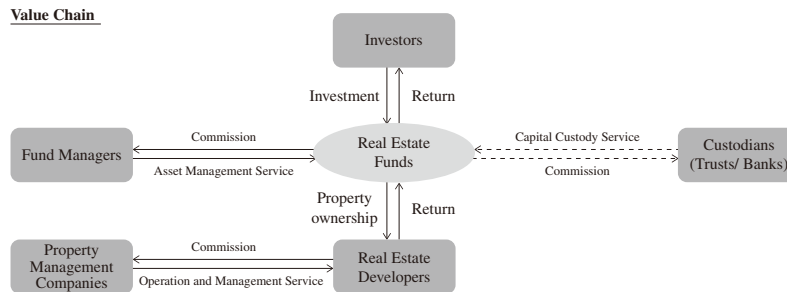 Value Chain
Investors
Investment
Return
Commission
Capital Custody Service
Fund Managers
Real Estate
Funds
Custodians
(Trusts/ Banks)
Asset Management Service
Commission
Property
ownership
Return
Commission
Property
Management
Companies
Real Estate
Developers
Operation and Management Service